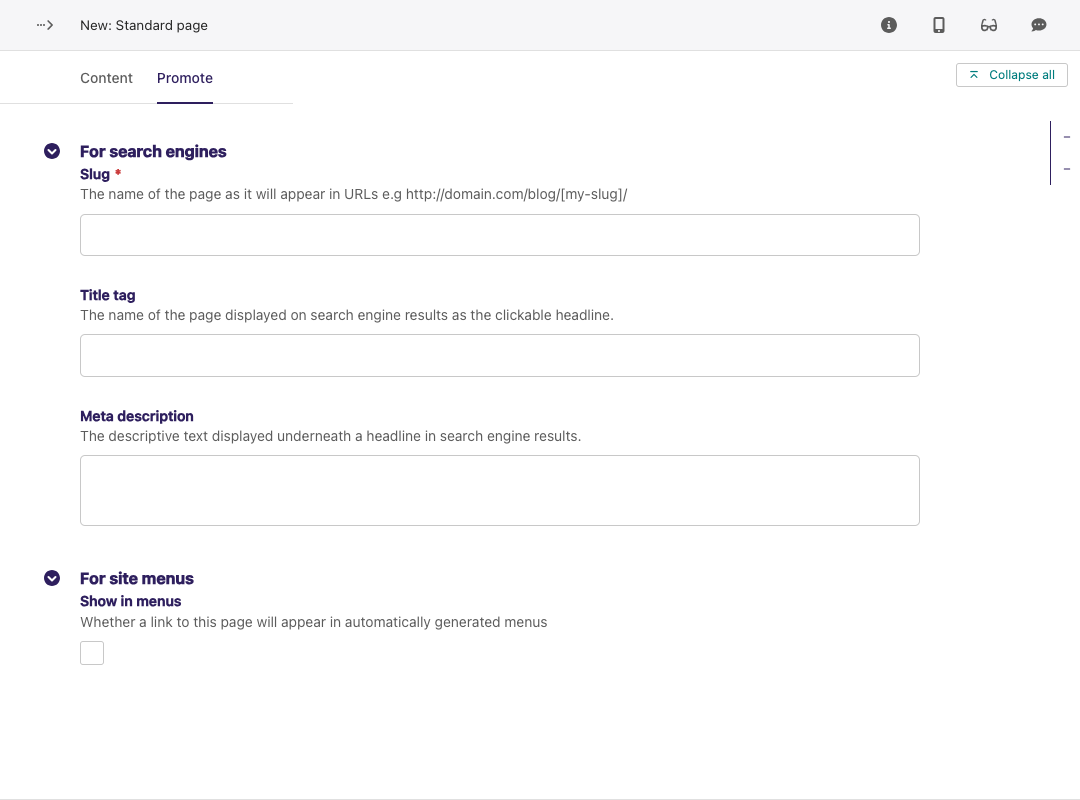 New: Standard page
Content
Promote
Collapse all
For search engines
Slug *
The name of the page as it will appear in URLs e.g http://domain.com/blog/[my-slug]/
Title tag
The name of the page displayed on search engine results as the clickable headline.
Meta description
The descriptive text displayed underneath a headline in search engine results.
For site menus
Show in menus
Whether a link to this page will appear in automatically generated menus